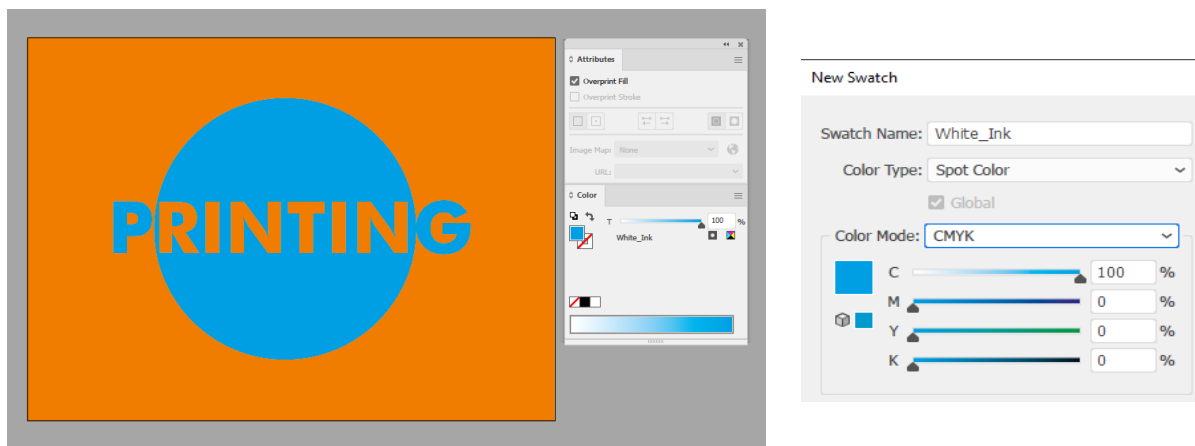 PRINTING
Attributes
Overprint Fill
Overprint Stroke
Image Map: None
URL:
Color
T 100 %
White_Ink
New Swatch
Swatch Name: White_Ink
Color Type: Spot Color
Global
Color Mode: CMYK
C 100 %
M 0 %
Y 0 %
K 0 %